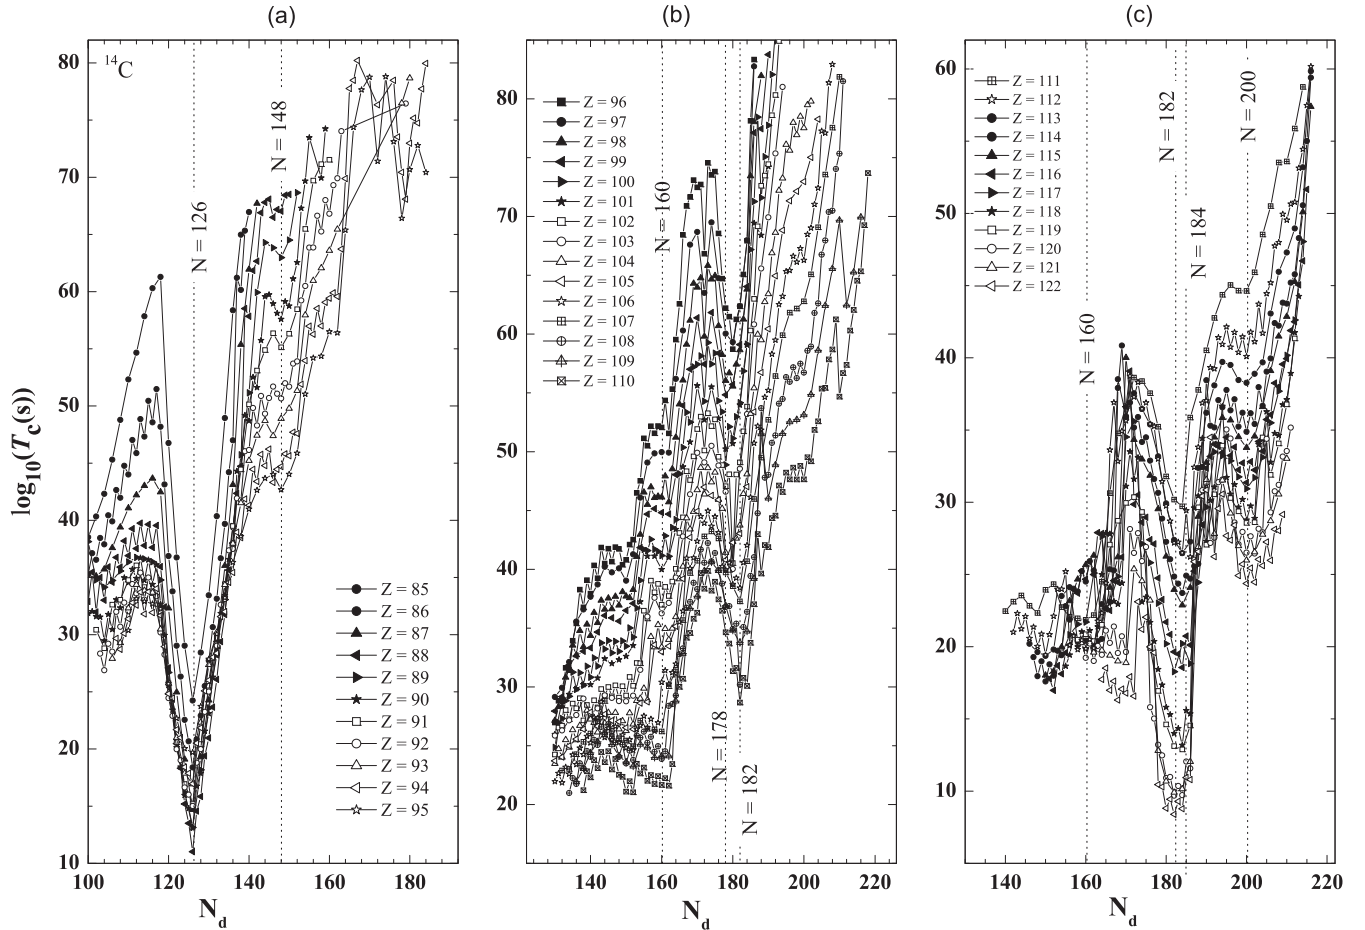 (a) (b) (c)
¹⁴C
N = 126
N = 148
Z = 85
Z = 86
Z = 87
Z = 88
Z = 89
Z = 90
Z = 91
Z = 92
Z = 93
Z = 94
Z = 95
80
70
60
50
40
30
20
10
100 120 140 160 180
N_d
log₁₀(T_C(s))
Z = 96
Z = 97
Z = 98
Z = 99
Z = 100
Z = 101
Z = 102
Z = 103
Z = 104
Z = 105
Z = 106
Z = 107
Z = 108
Z = 109
Z = 110
N = 160
N = 178
N = 182
80
70
60
50
40
30
20
140 160 180 200 220
N_d
Z = 111
Z = 112
Z = 113
Z = 114
Z = 115
Z = 116
Z = 117
Z = 118
Z = 119
Z = 120
Z = 121
Z = 122
N = 160
N = 182
N = 184
N = 200
60
50
40
30
20
10
140 160 180 200 220
N_d